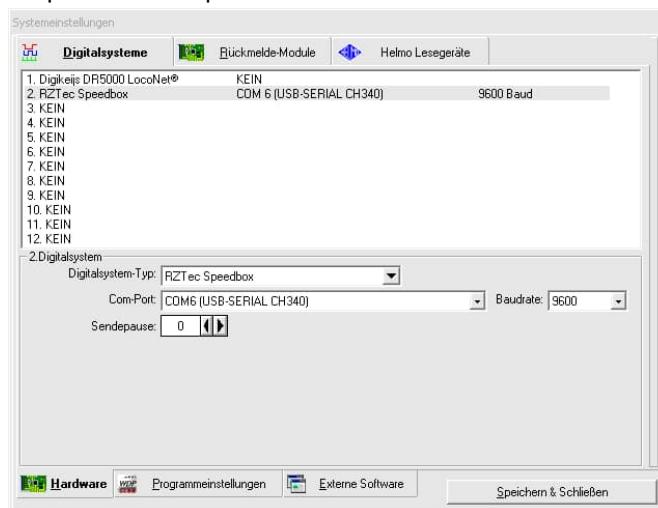 Systemeinstellungen
Digitalsysteme Rückmelde-Module Helmo Lesegeräte
1. Digikeijs DR5000 LocoNet® KEIN
2. RZTec Speedbox COM 6 (USB-SERIAL CH340) 9600 Baud
3. KEIN
4. KEIN
5. KEIN
6. KEIN
7. KEIN
8. KEIN
9. KEIN
10. KEIN
11. KEIN
12. KEIN
2.Digitalsystem
Digitalsystem-Typ: RZTec Speedbox
Com-Port: COM6 (USB-SERIAL CH340) Baudrate: 9600
Sendepause: 0
Hardware WDP Programmeinstellungen Externe Software Speichern & Schließen